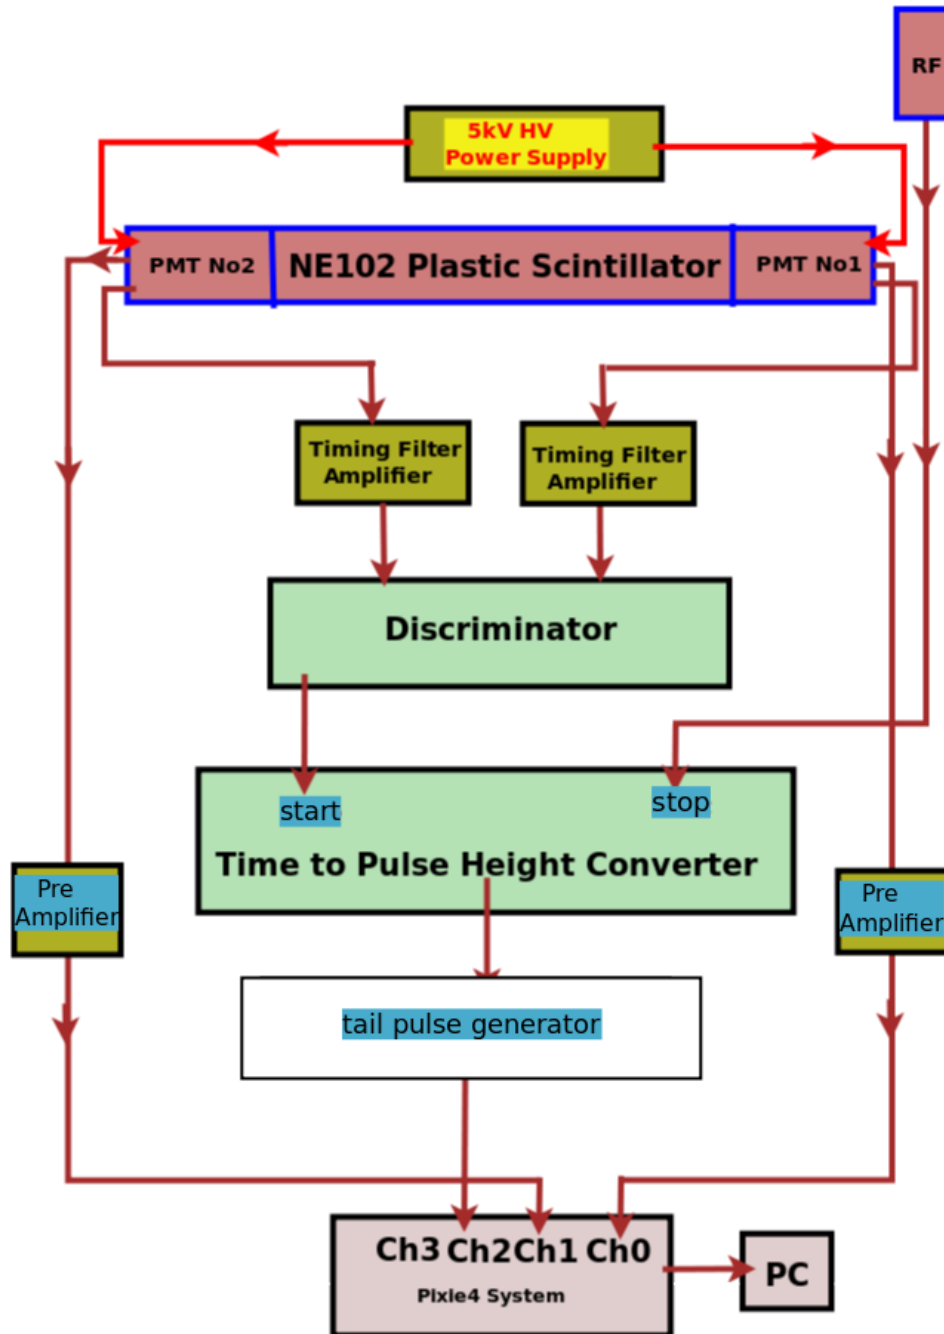 RF
5kV HV
Power Supply
PMT No2
NE102 Plastic Scintillator
PMT No1
Timing Filter
Amplifier
Timing Filter
Amplifier
Discriminator
start
stop
Time to Pulse Height Converter
Pre
Amplifier
Pre
Amplifier
tail pulse generator
Ch3 Ch2 Ch1 Ch0
Pixie4 System
PC